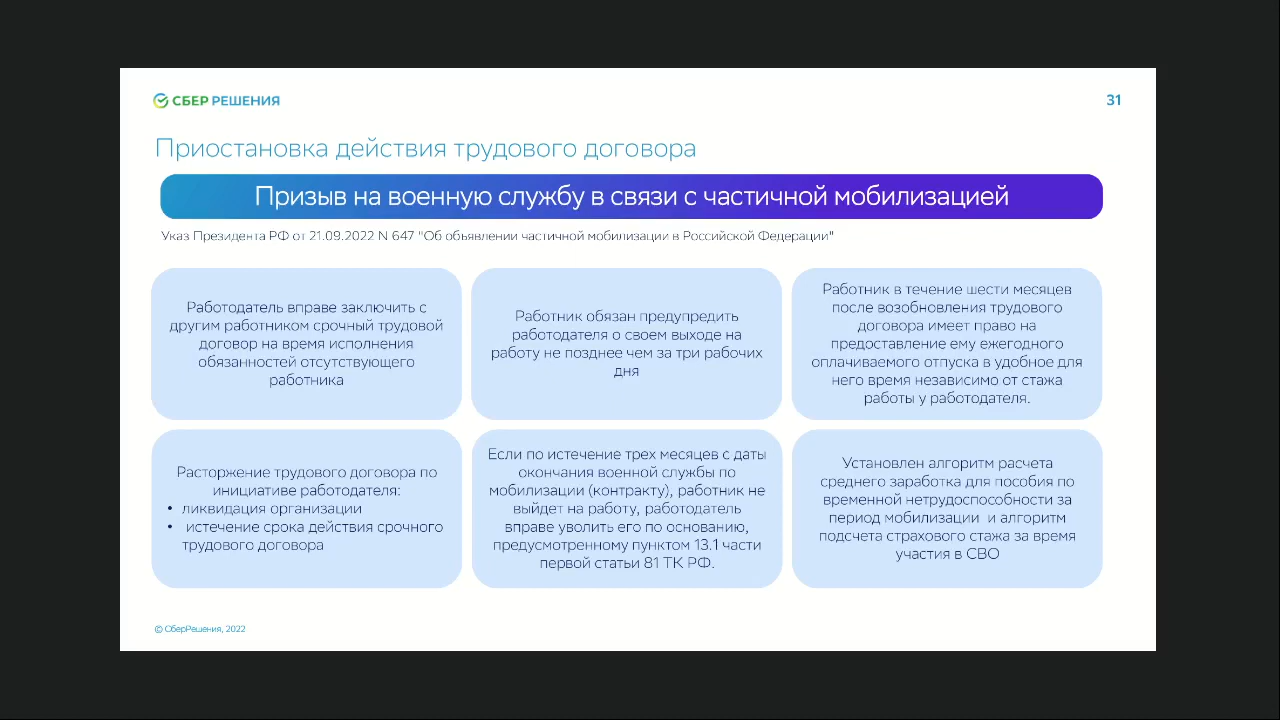 СБЕР РЕШЕНИЯ
31
Приостановка действия трудового договора
Призыв на военную службу в связи с частичной мобилизацией
Указ Президента РФ от 21.09.2022 N 647 "Об объявлении частичной мобилизации в Российской Федерации"
Работодатель вправе заключить с
другим работником срочный трудовой
договор на время исполнения
обязанностей отсутствующего
работника
Работник обязан предупредить
работодателя о своем выходе на
работу не позднее чем за три рабочих
дня
Работник в течение шести месяцев
после возобновления трудового
договора имеет право на
предоставление ему ежегодного
оплачиваемого отпуска в удобное для
него время независимо от стажа
работы у работодателя.
Расторжение трудового договора по
инициативе работодателя:
• ликвидация организации
• истечение срока действия срочного
трудового договора
Если по истечение трех месяцев с даты
окончания военной службы по
мобилизации (контракту), работник не
выйдет на работу, работодатель
вправе уволить его по основанию,
предусмотренному пунктом 13.1 части
первой статьи 81 ТК РФ.
Установлен алгоритм расчета
среднего заработка для пособия по
временной нетрудоспособности за
период мобилизации и алгоритм
подсчета страхового стажа за время
участия в СВО
© СберРешения, 2022